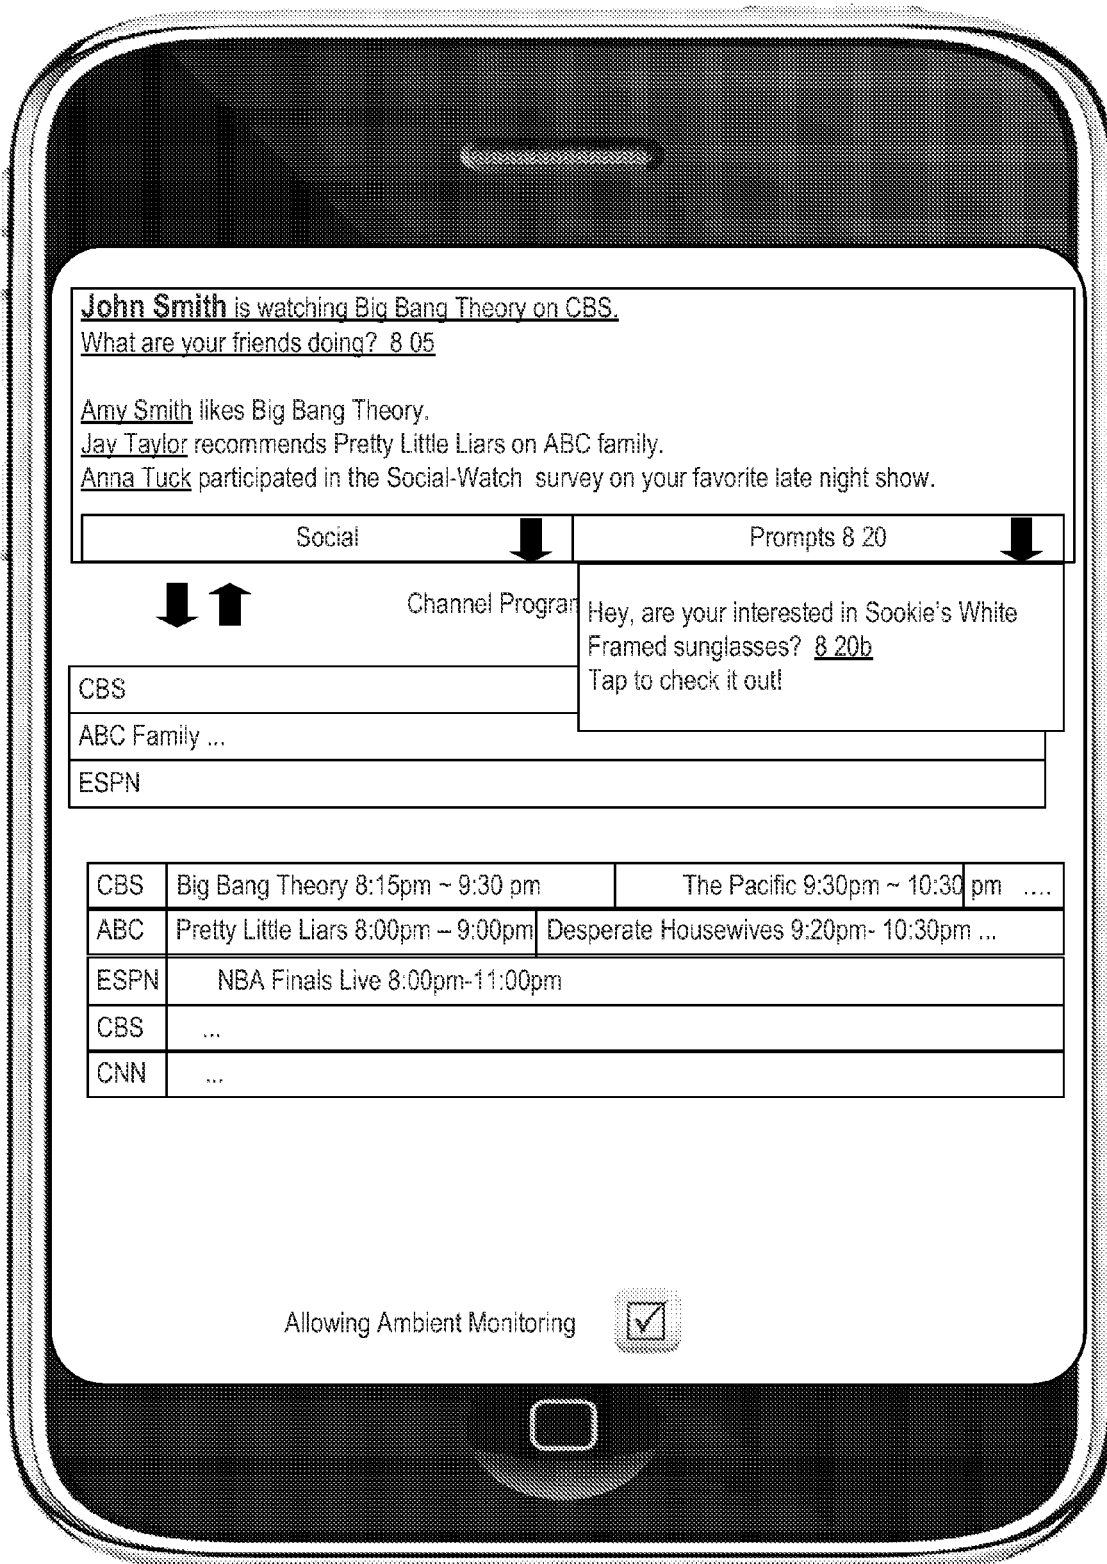 John Smith is watching Big Bang Theory on CBS.
What are your friends doing? 8 05
Amy Smith likes Big Bang Theory.
Jay Taylor recommends Pretty Little Liars on ABC family.
Anna Tuck participated in the Social-Watch survey on your favorite late night show.
Social
Prompts 8 20
Channel Progra
Hey, are your interested in Sookie's White
Framed sunglasses? 8 20b
Tap to check it out!
CBS
ABC Family ...
ESPN
CBS Big Bang Theory 8:15pm ~ 9:30 pm The Pacific 9:30pm ~ 10:30 pm ....
ABC Pretty Little Liars 8:00pm – 9:00pm Desperate Housewives 9:20pm- 10:30pm ...
ESPN NBA Finals Live 8:00pm-11:00pm
CBS ...
CNN ...
Allowing Ambient Monitoring